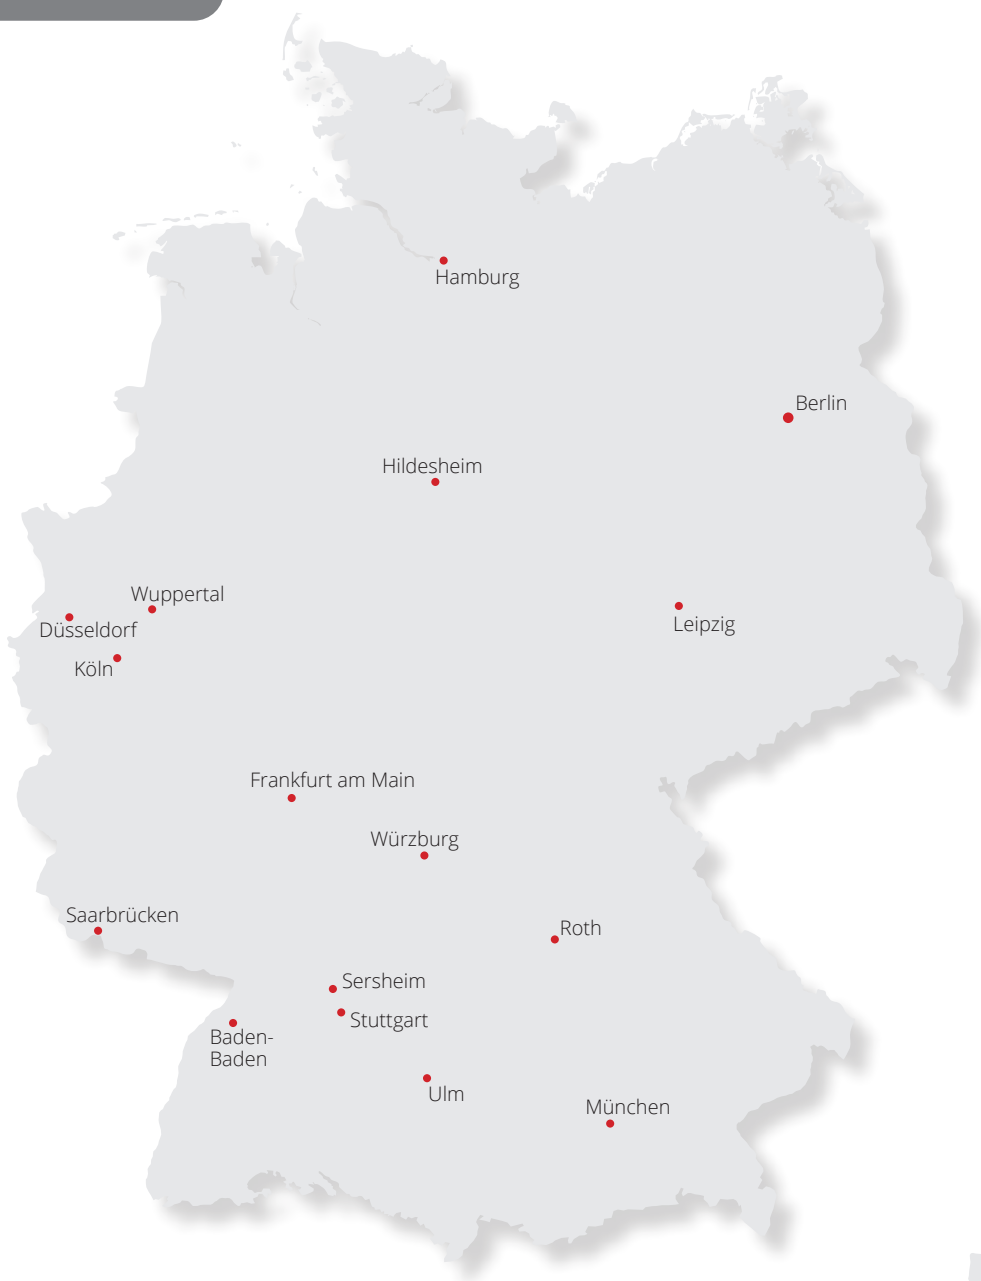 Hamburg
Berlin
Hildesheim
Wuppertal
Düsseldorf
Leipzig
Köln
Frankfurt am Main
Würzburg
Saarbrücken
Roth
Sersheim
Stuttgart
Baden-
Baden
Ulm
München